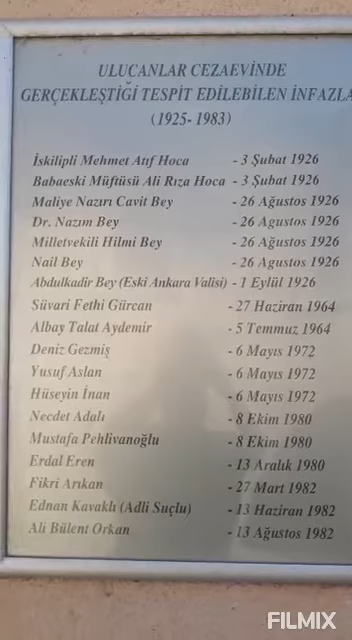 ULUCANLAR CEZAEVİNDE
GERÇEKLEŞTİĞİ TESPİT EDİLEBİLEN İNFAZLA
(1925- 1983)
İskilipli Mehmet Atıf Hoca - 3 Şubat 1926
Babaeski Müftüsü Ali Rıza Hoca - 3 Şubat 1926
Maliye Nazırı Cavit Bey - 26 Ağustos 1926
Dr. Nazım Bey - 26 Ağustos 1926
Milletvekili Hilmi Bey - 26 Ağustos 1926
Nail Bey - 26 Ağustos 1926
Abdulkadir Bey (Eski Ankara Valisi) - 1 Eylül 1926
Süvari Fethi Gürcan - 27 Haziran 1964
Albay Talat Aydemir - 5 Temmuz 1964
Deniz Gezmiş - 6 Mayıs 1972
Yusuf Aslan - 6 Mayıs 1972
Hüseyin İnan - 6 Mayıs 1972
Necdet Adalı - 8 Ekim 1980
Mustafa Pehlivanoğlu - 8 Ekim 1980
Erdal Eren - 13 Aralık 1980
Fikri Arıkan - 27 Mart 1982
Ednan Kavaklı (Adli Suçlu) - 13 Haziran 1982
Ali Bülent Orkan - 13 Ağustos 1982
FILMIX